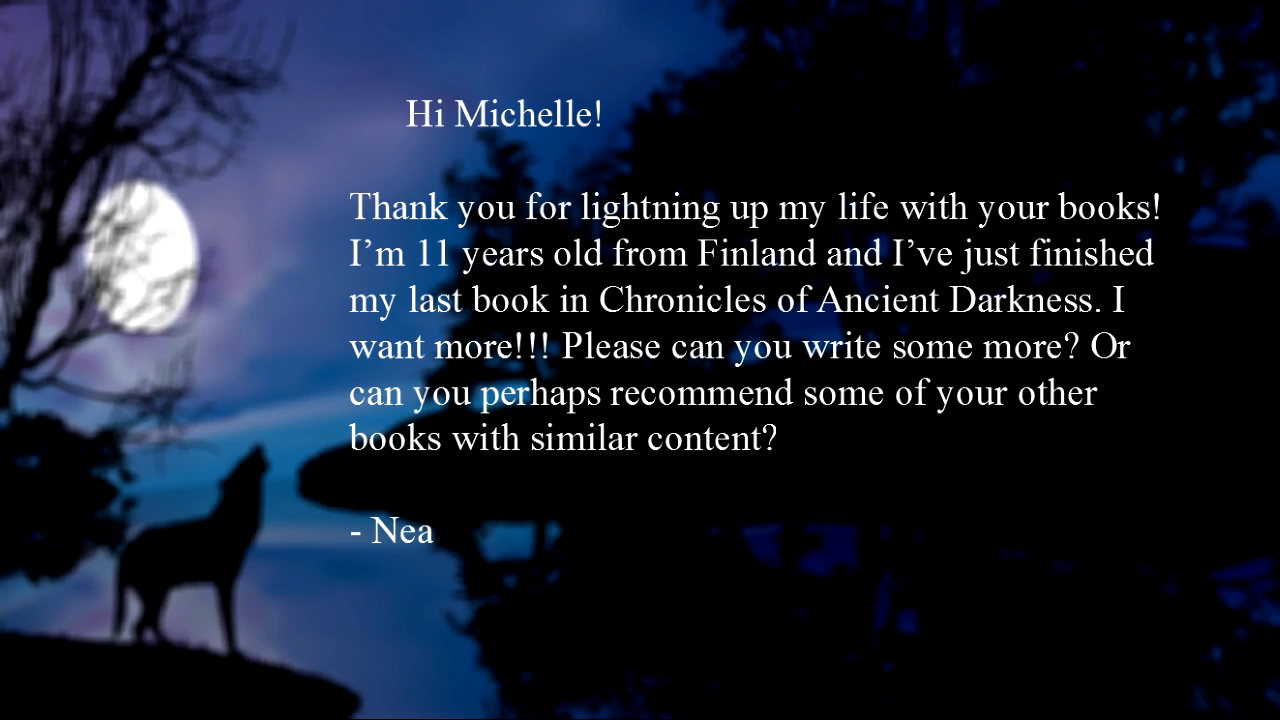 Hi Michelle!
Thank you for lightning up my life with your books!
I’m 11 years old from Finland and I’ve just finished
my last book in Chronicles of Ancient Darkness. I
want more!!! Please can you write some more? Or
can you perhaps recommend some of your other
books with similar content?
- Nea